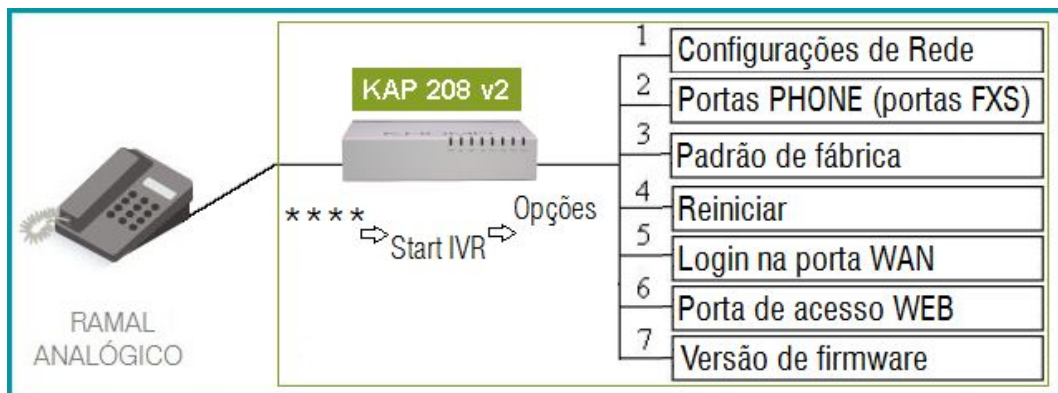 KAP 208 v2
KHOMP
RAMAL
ANALÓGICO
****
Start IVR
Opções
1 Configurações de Rede
2 Portas PHONE (portas FXS)
3 Padrão de fábrica
4 Reiniciar
5 Login na porta WAN
6 Porta de acesso WEB
7 Versão de firmware